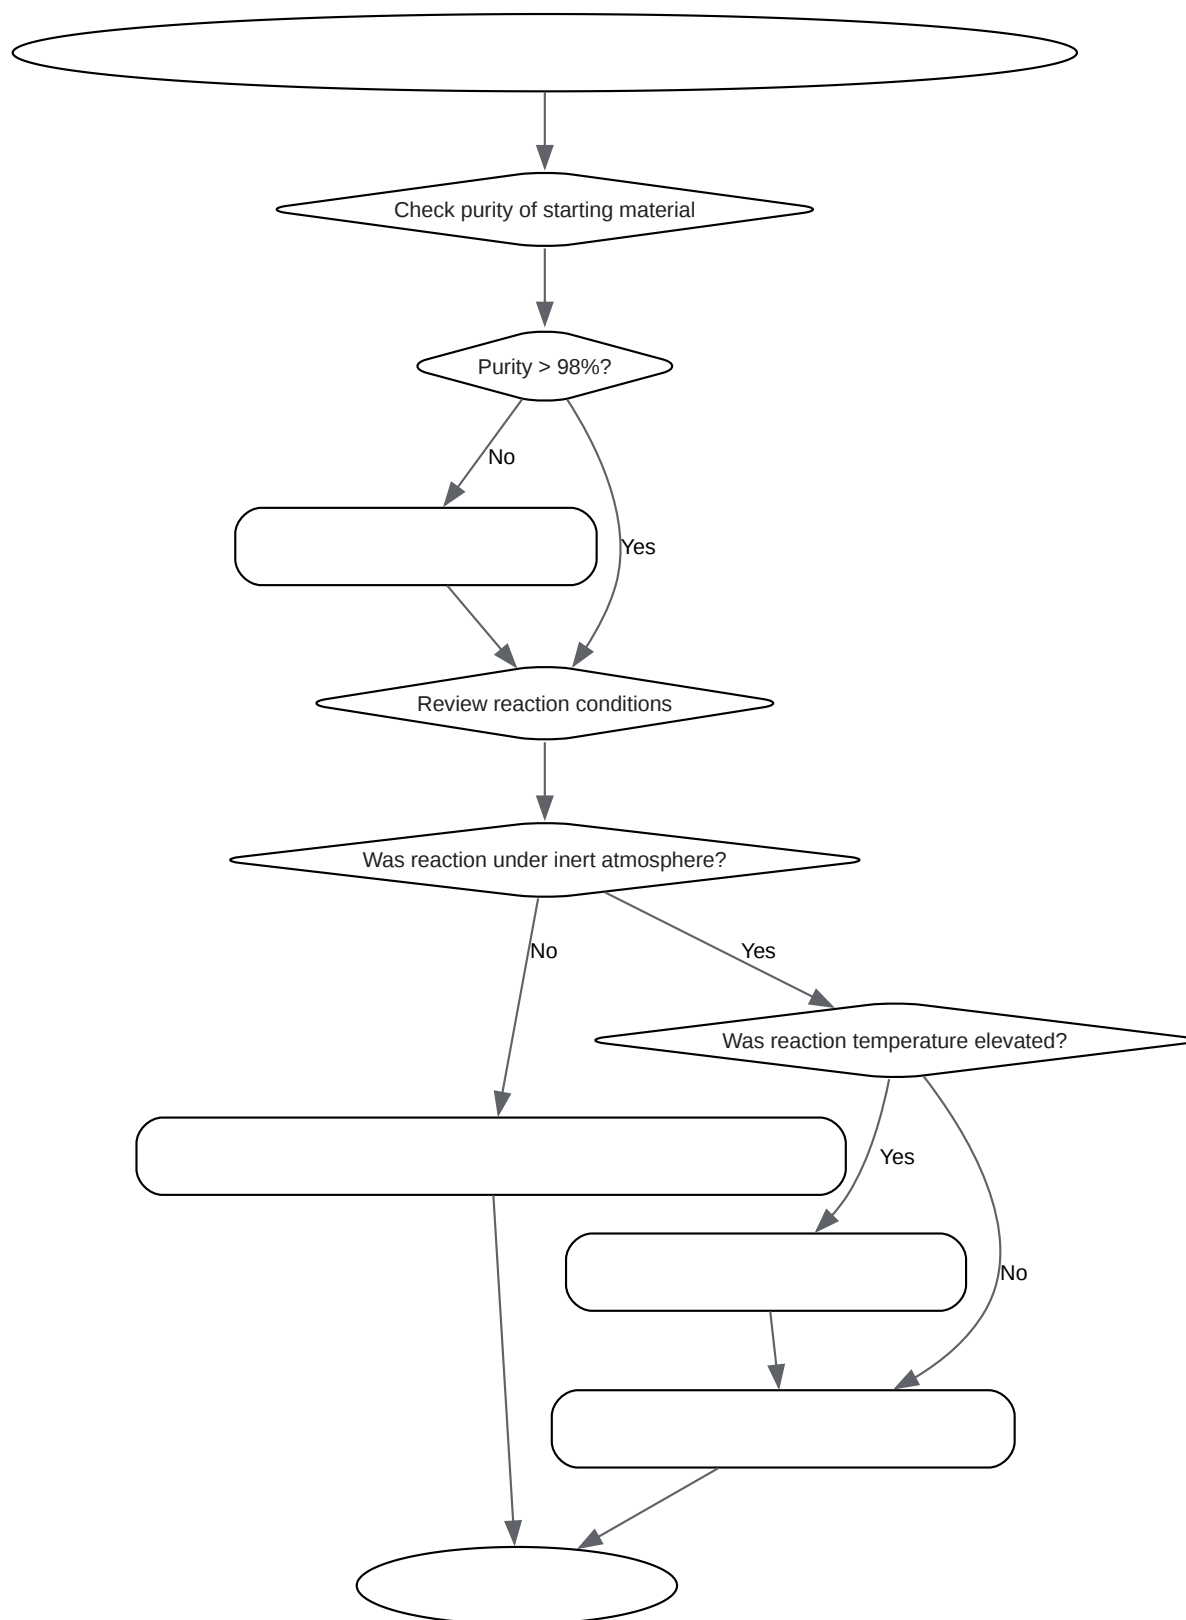 Check purity of starting material
Purity > 98%?
No
Yes
Review reaction conditions
Was reaction under inert atmosphere?
No
Yes
Was reaction temperature elevated?
Yes
No